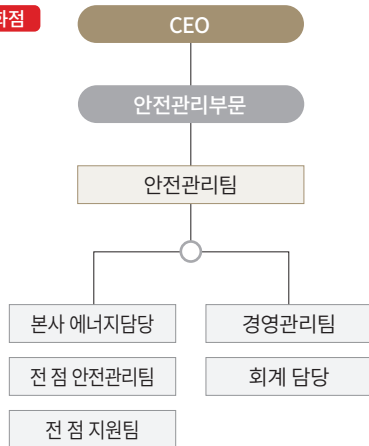 화점
CEO
안전관리부문
안전관리팀
본사 에너지담당
경영관리팀
전 점 안전관리팀
회계 담당
전 점 지원팀